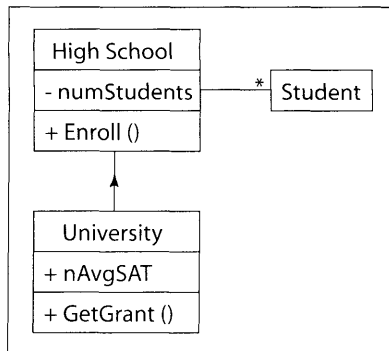 High School
- numStudents
+ Enroll ()
*
Student
University
+ nAvgSAT
+ GetGrant ()